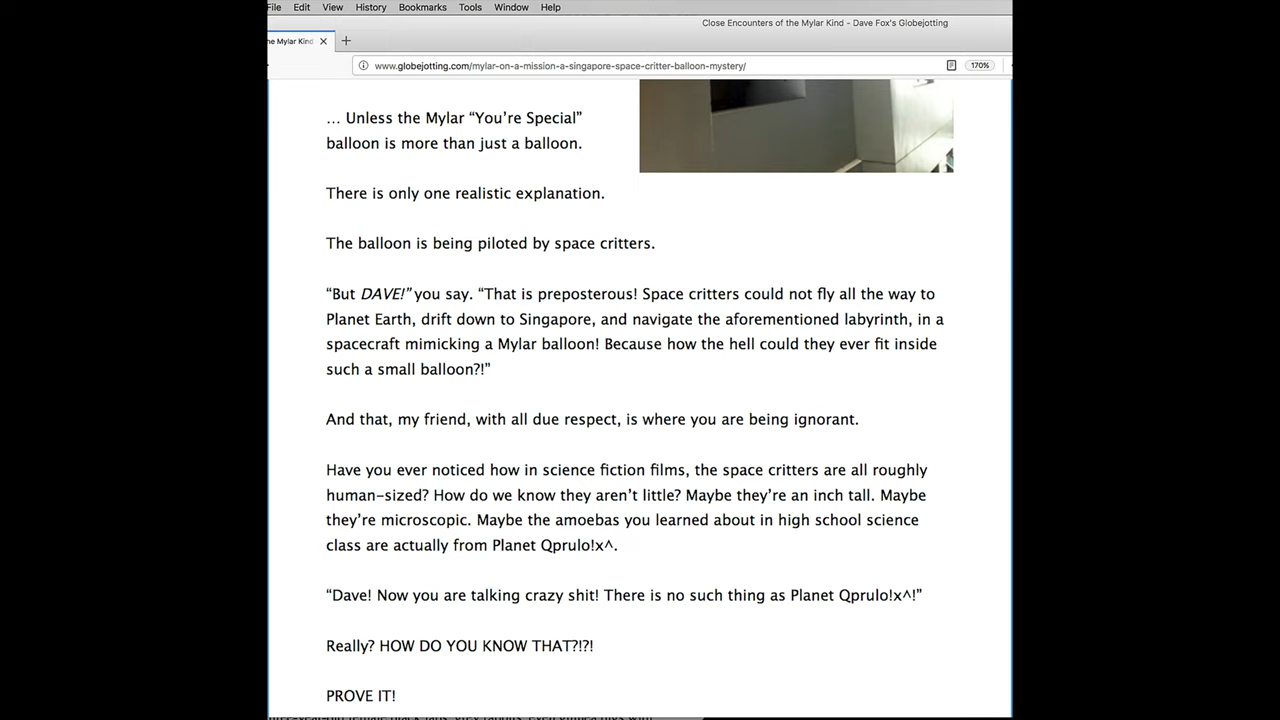 File Edit View History Bookmarks Tools Window Help
Close Encounters of the Mylar Kind - Dave Fox's Globejotting
he Mylar Kind
www.globejotting.com/mylar-on-a-mission-a-singapore-space-critter-balloon-mystery/ 170%
… Unless the Mylar “You’re Special”
balloon is more than just a balloon.
There is only one realistic explanation.
The balloon is being piloted by space critters.
“But DAVE!” you say. “That is preposterous! Space critters could not fly all the way to
Planet Earth, drift down to Singapore, and navigate the aforementioned labyrinth, in a
spacecraft mimicking a Mylar balloon! Because how the hell could they ever fit inside
such a small balloon?!”
And that, my friend, with all due respect, is where you are being ignorant.
Have you ever noticed how in science fiction films, the space critters are all roughly
human-sized? How do we know they aren’t little? Maybe they’re an inch tall. Maybe
they’re microscopic. Maybe the amoebas you learned about in high school science
class are actually from Planet Qprulo!x^.
“Dave! Now you are talking crazy shit! There is no such thing as Planet Qprulo!x^!”
Really? HOW DO YOU KNOW THAT?!?!
PROVE IT!